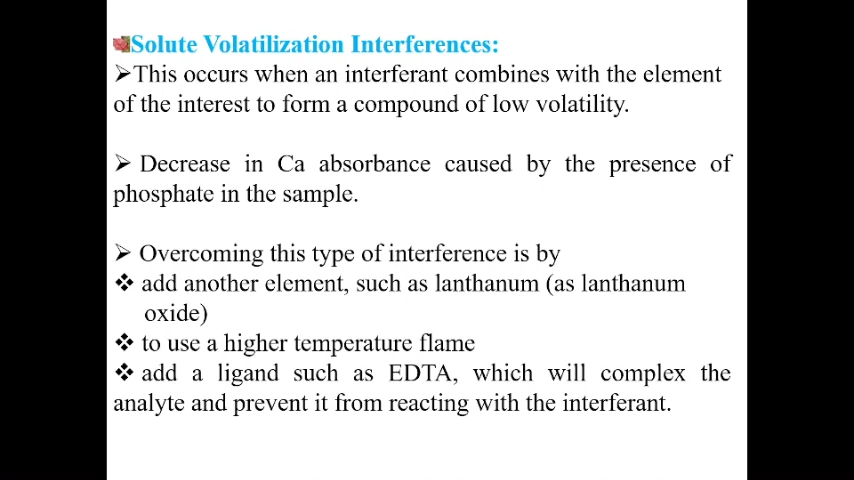 Solute Volatilization Interferences:
➢This occurs when an interferant combines with the element
of the interest to form a compound of low volatility.
➢ Decrease in Ca absorbance caused by the presence of
phosphate in the sample.
➢ Overcoming this type of interference is by
❖ add another element, such as lanthanum (as lanthanum
oxide)
❖ to use a higher temperature flame
❖ add a ligand such as EDTA, which will complex the
analyte and prevent it from reacting with the interferant.